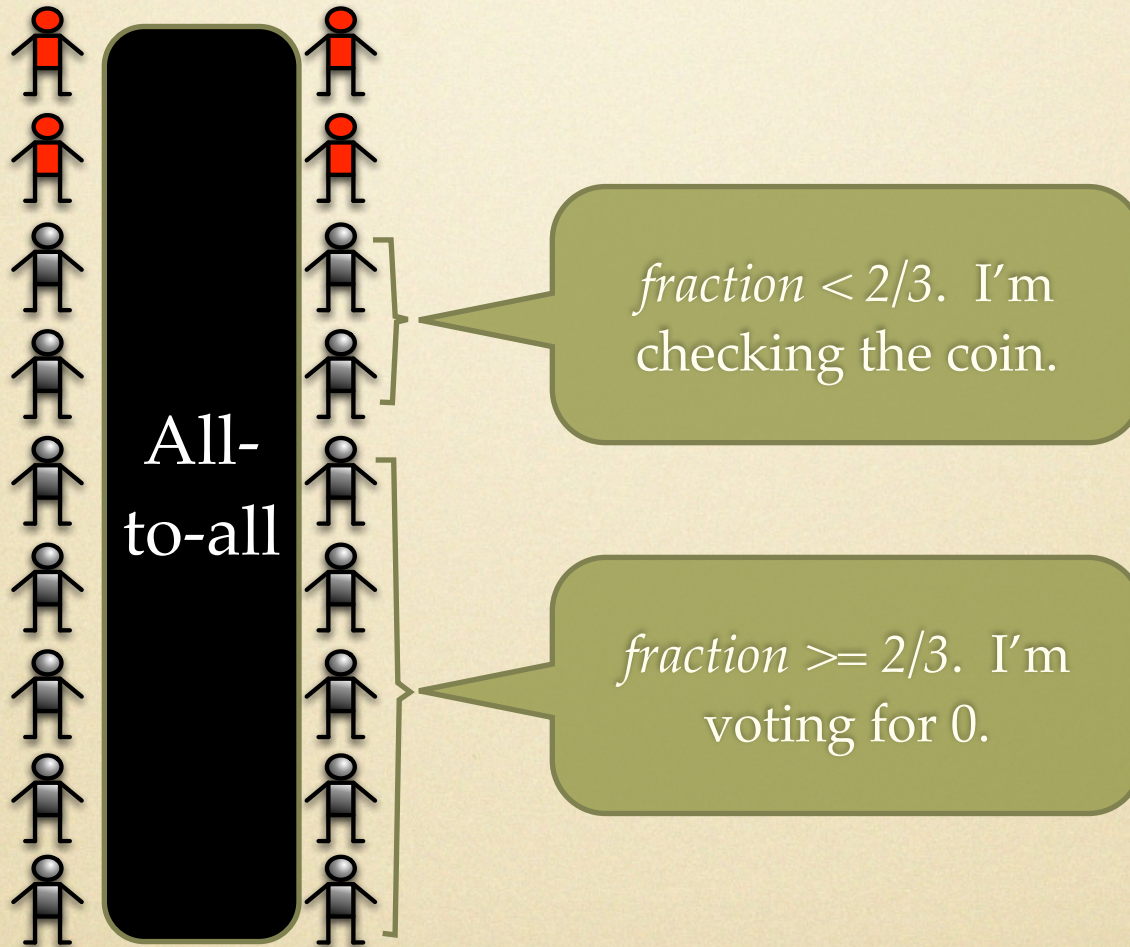 All-
to-all
fraction < 2/3.  I’m
checking the coin.
fraction >= 2/3.  I’m
voting for 0.